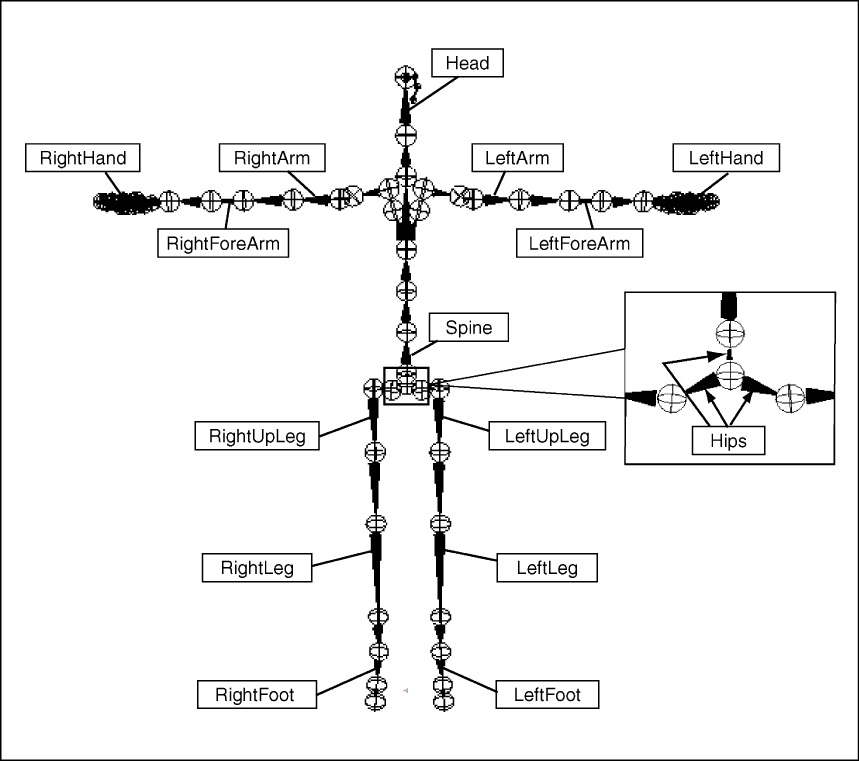 Head
RightHand
RightArm
LeftArm
LeftHand
RightForeArm
LeftForeArm
Spine
RightUpLeg
LeftUpLeg
Hips
RightLeg
LeftLeg
RightFoot
LeftFoot